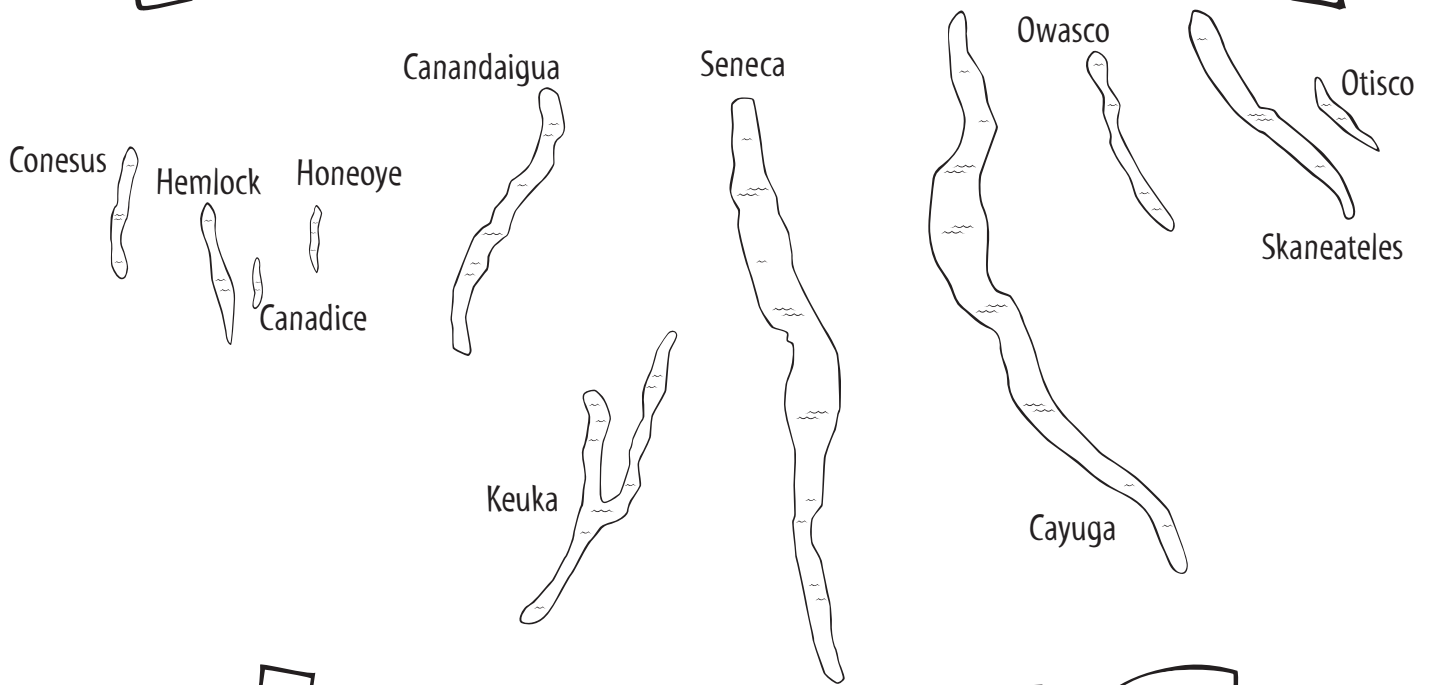 Owasco
Canandaigua
Seneca
Otisco
Conesus
Hemlock
Honeoye
Skaneateles
Canadice
Keuka
Cayuga